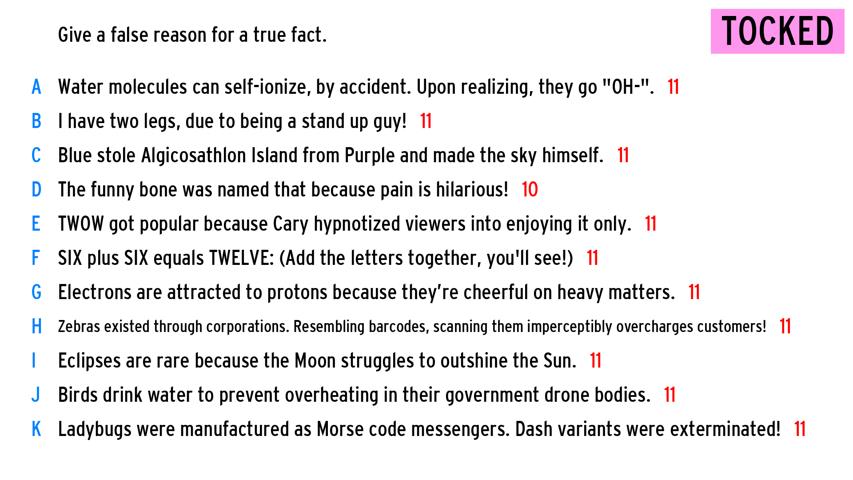 Give a false reason for a true fact.
TOCKED
A Water molecules can self-ionize, by accident. Upon realizing, they go "OH-". 11
B I have two legs, due to being a stand up guy! 11
C Blue stole Algicosathlon Island from Purple and made the sky himself. 11
D The funny bone was named that because pain is hilarious! 10
E TWOW got popular because Cary hypnotized viewers into enjoying it only. 11
F SIX plus SIX equals TWELVE: (Add the letters together, you'll see!) 11
G Electrons are attracted to protons because they’re cheerful on heavy matters. 11
H Zebras existed through corporations. Resembling barcodes, scanning them imperceptibly overcharges customers! 11
I Eclipses are rare because the Moon struggles to outshine the Sun. 11
J Birds drink water to prevent overheating in their government drone bodies. 11
K Ladybugs were manufactured as Morse code messengers. Dash variants were exterminated! 11